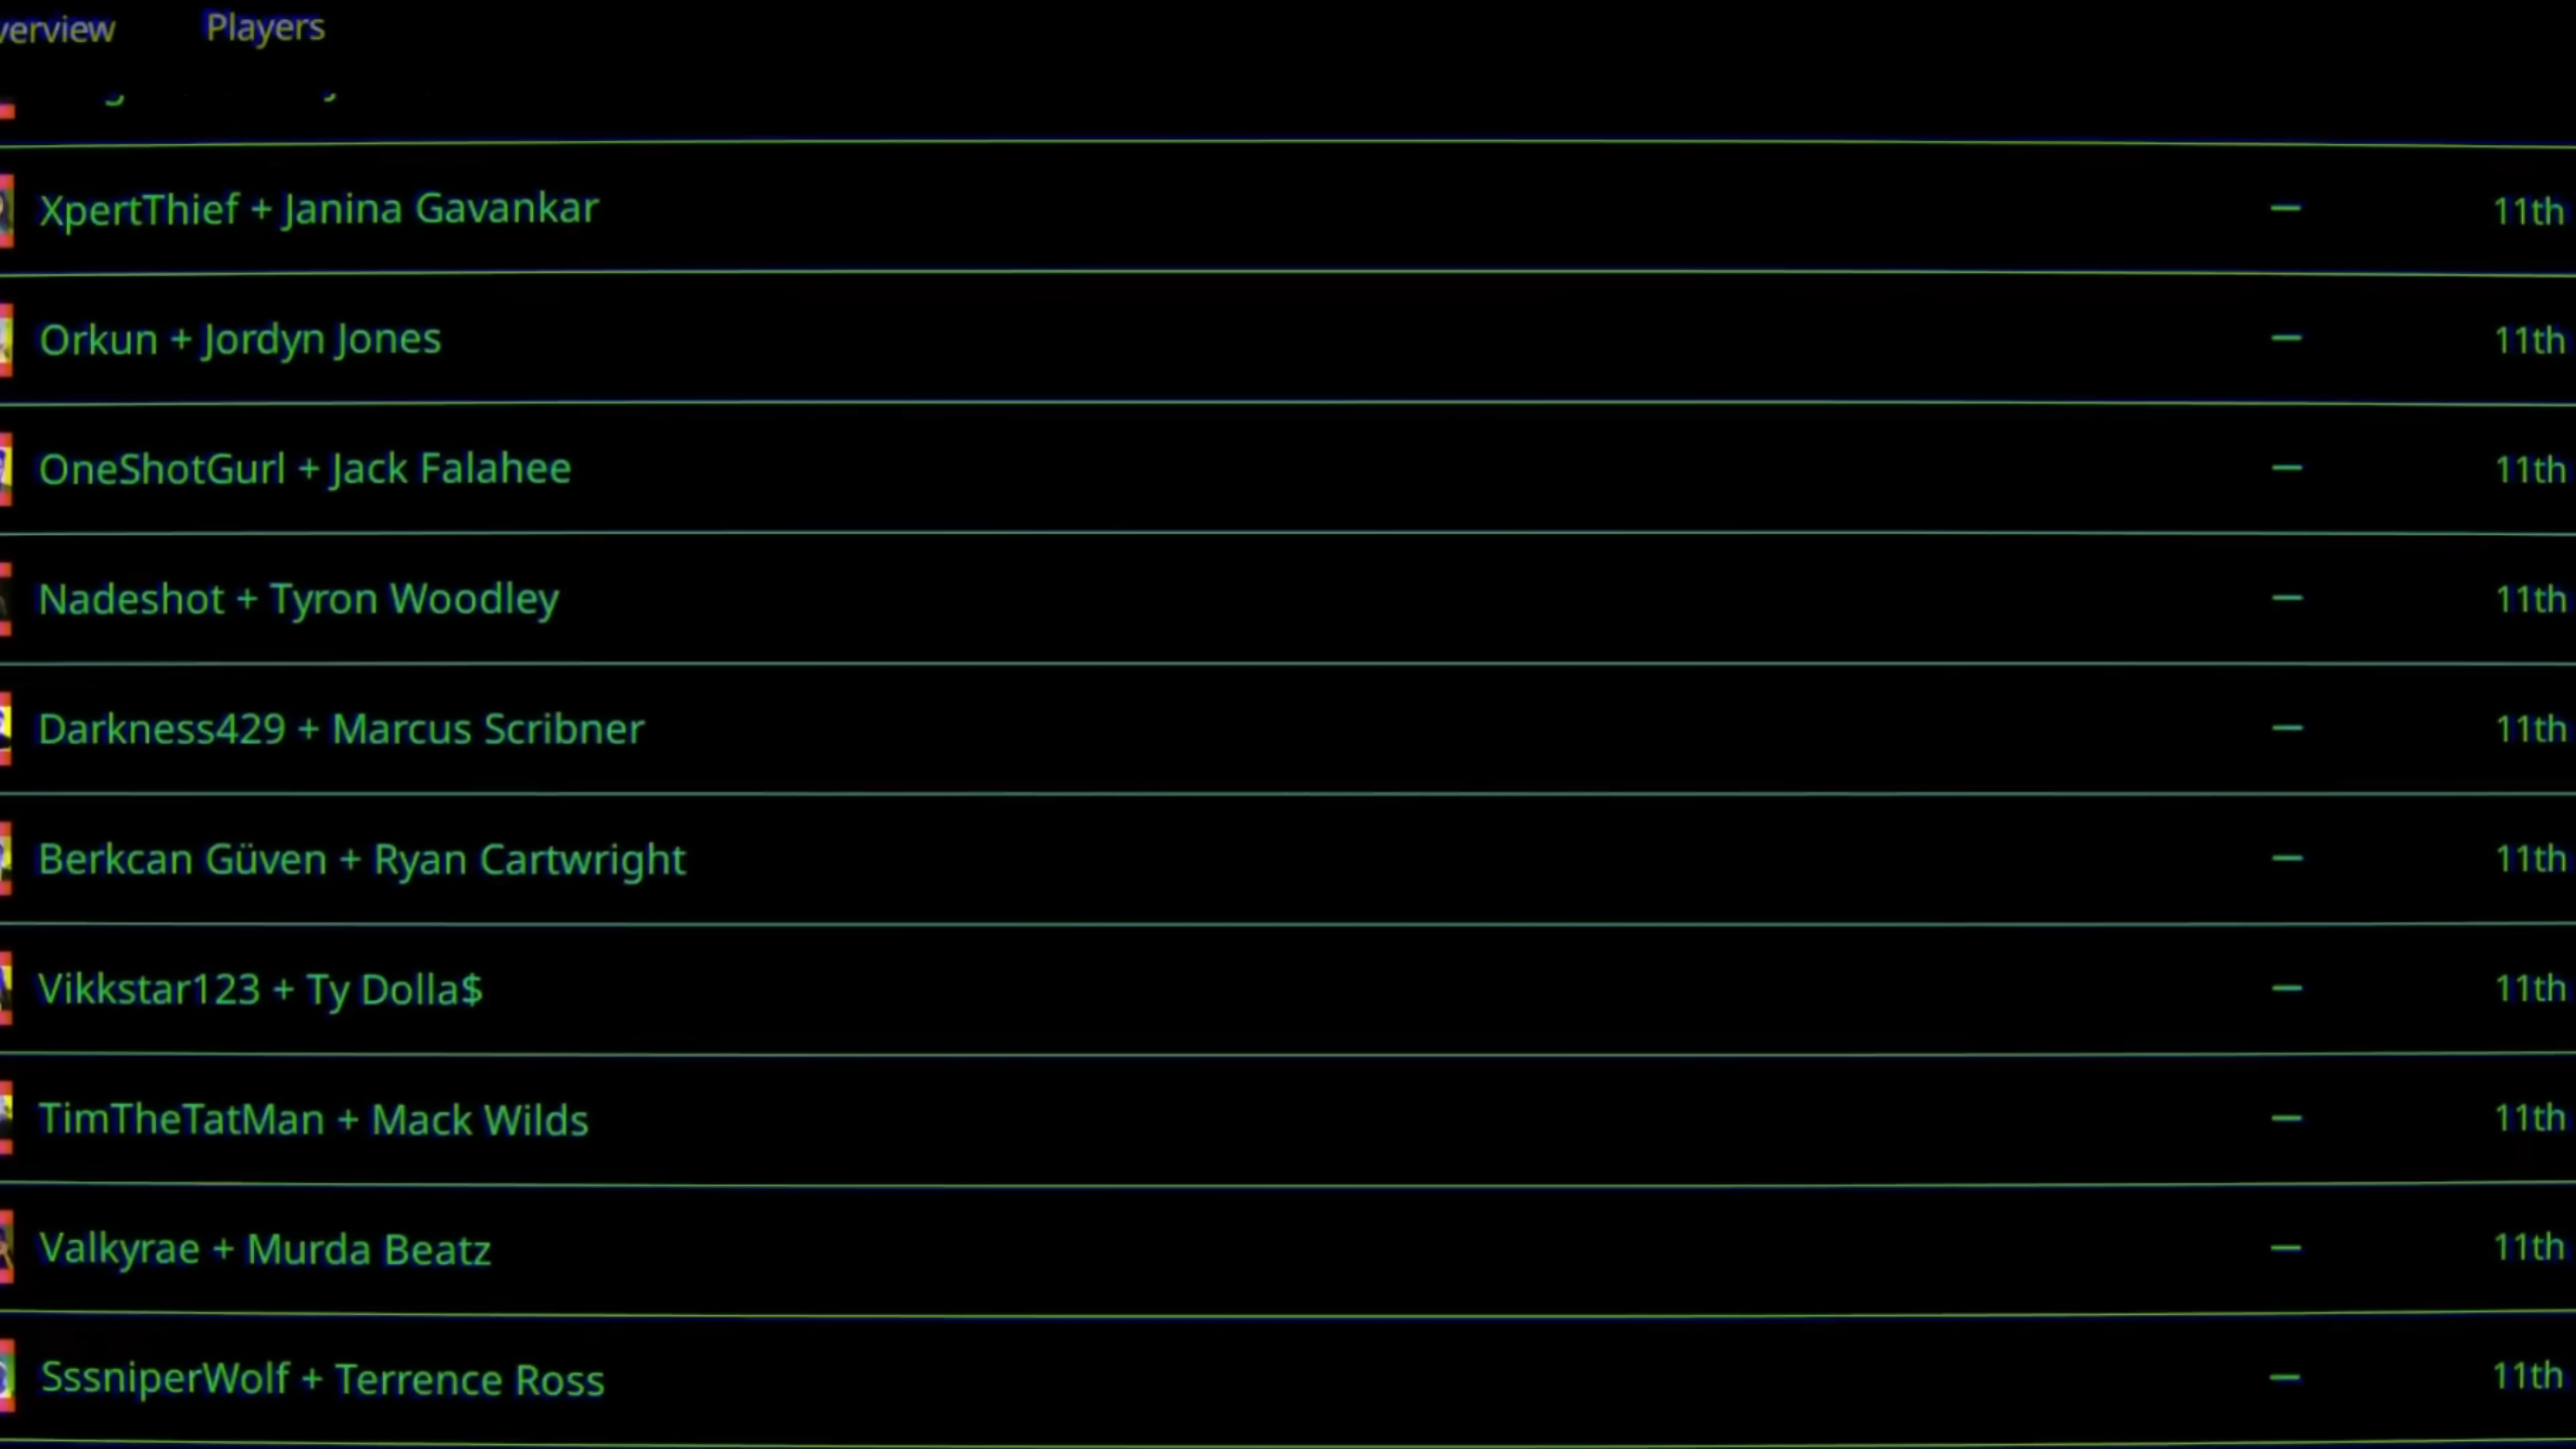 Players
XpertThief + Janina Gavankar — 11th
Orkun + Jordyn Jones — 11th
OneShotGurl + Jack Falahee — 11th
Nadeshot + Tyron Woodley — 11th
Darkness429 + Marcus Scribner — 11th
Berkcan Güven + Ryan Cartwright — 11th
Vikkstar123 + Ty Dolla$ — 11th
TimTheTatMan + Mack Wilds — 11th
Valkyrae + Murda Beatz — 11th
SssniperWolf + Terrence Ross — 11th